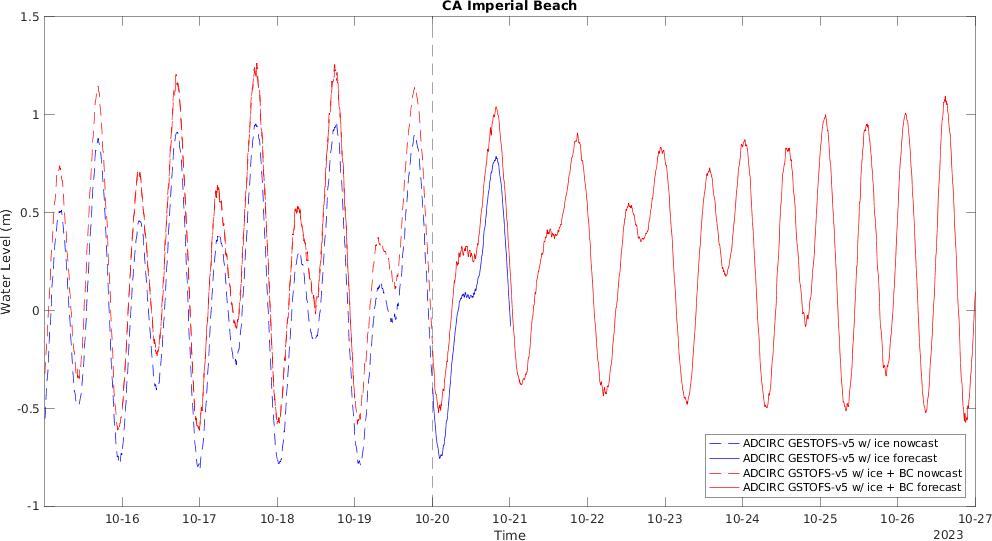 CA Imperial Beach
1.5
1
0.5
0
-0.5
-1
Water Level (m)
10-16
10-17
10-18
10-19
10-20
10-21
10-22
10-23
10-24
10-25
10-26
10-27
Time
2023
ADCIRC GESTOFS-v5 w/ ice nowcast
ADCIRC GESTOFS-v5 w/ ice forecast
ADCIRC GSTOFS-v5 w/ ice + BC nowcast
ADCIRC GSTOFS-v5 w/ ice + BC forecast